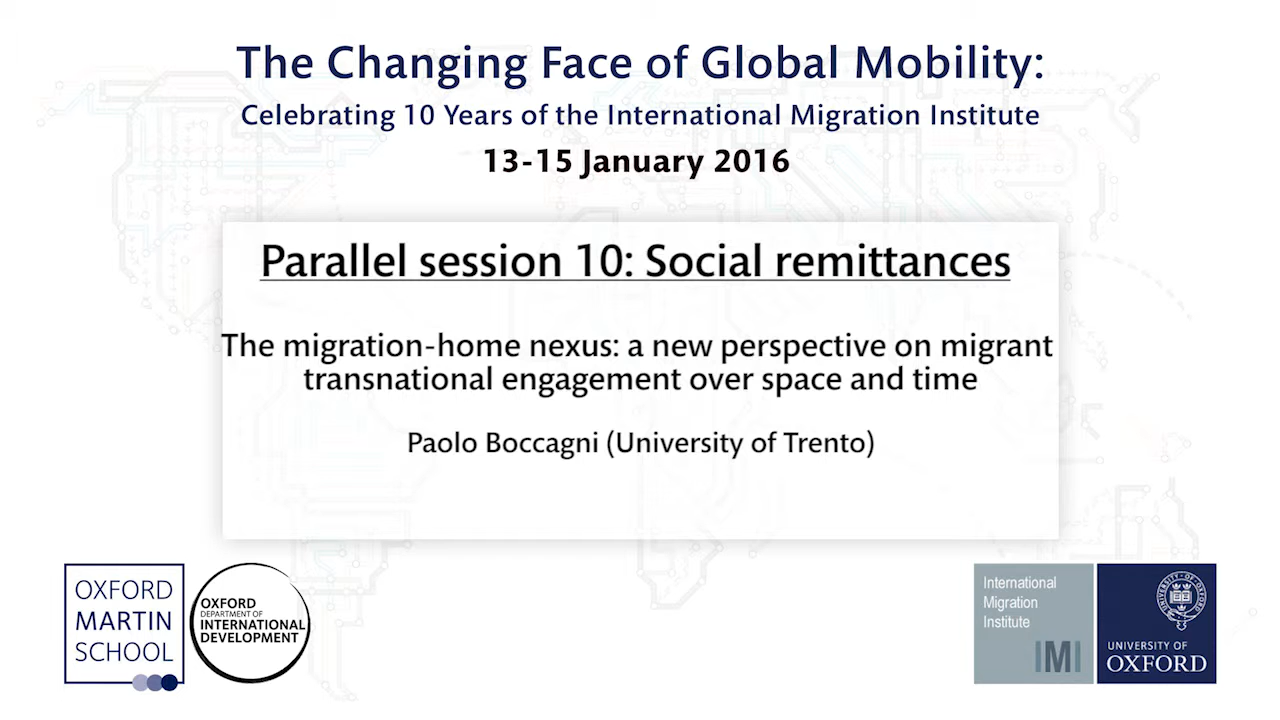 The Changing Face of Global Mobility:
Celebrating 10 Years of the International Migration Institute
13-15 January 2016
Parallel session 10: Social remittances
The migration-home nexus: a new perspective on migrant
transnational engagement over space and time
Paolo Boccagni (University of Trento)
OXFORD
MARTIN
SCHOOL
OXFORD
DEPARTMENT OF
INTERNATIONAL
DEVELOPMENT
International
Migration
Institute
IMI
UNIVERSITY OF
OXFORD